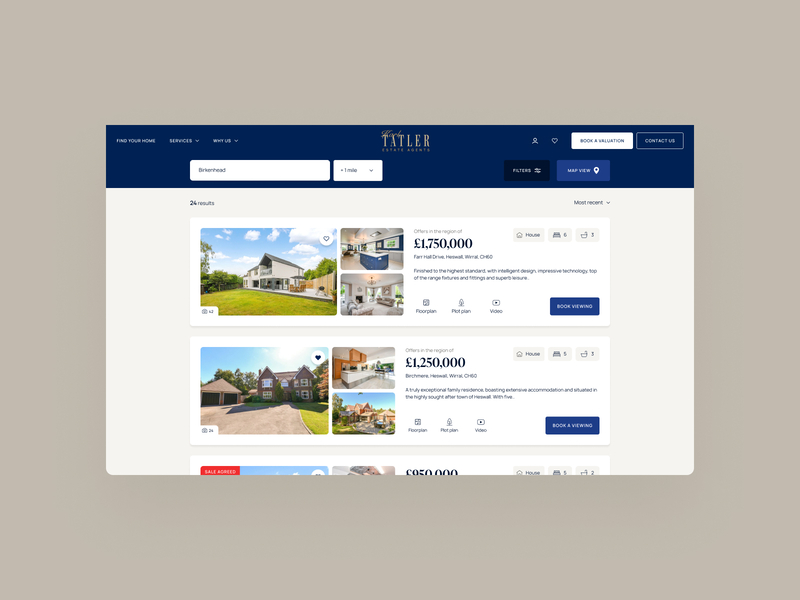 FIND YOUR HOME
SERVICES
WHY US
TATLER
ESTATE AGENTS
BOOK A VALUATION
CONTACT US
Birkenhead
< 1 mile
FILTERS
MAP VIEW
24 results
Most recent
Offers in the region of
£1,750,000
House
6
3
Farr Hall Drive, Heswall, Wirral, CH60
Finished to the highest standard, with intelligent design, impressive technology, top
of the range fixtures and fittings and superb leisure .
Floorplan
Plot plan
Video
BOOK VIEWING
42
Offers in the region of
£1,250,000
House
5
3
Birchmere, Heswall, Wirral, CH60
A truly exceptional family residence, boasting extensive accommodation and situated in
the highly sought after town of Heswall. With five..
Floorplan
Plot plan
Video
BOOK A VIEWING
24
SALE AGREED
£950,000
House
5
2